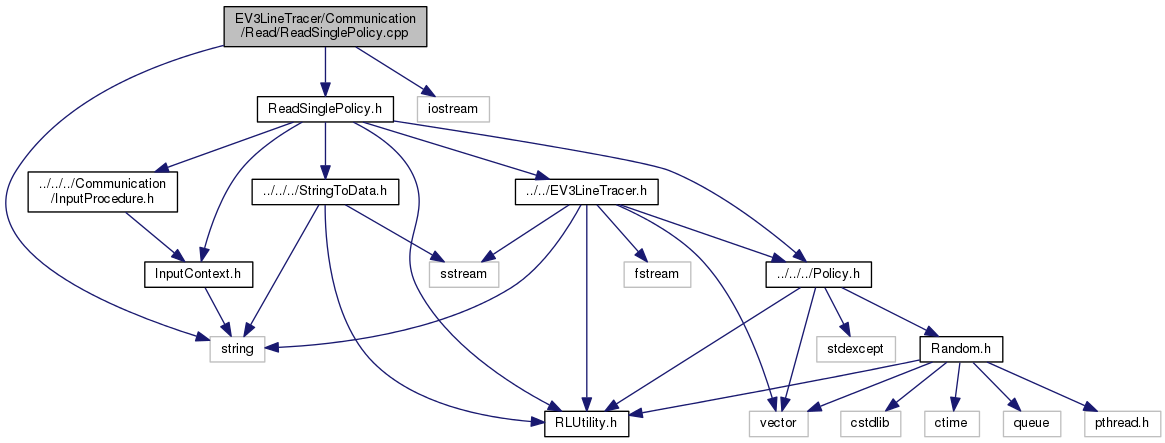 EV3LineTracer/Communication
/Read/ReadSinglePolicy.cpp
ReadSinglePolicy.h
iostream
../../../Communication
/InputProcedure.h
../../../StringToData.h
../../EV3LineTracer.h
InputContext.h
sstream
fstream
../../../Policy.h
string
stdexcept
Random.h
RLUtility.h
vector
cstdlib
ctime
queue
pthread.h